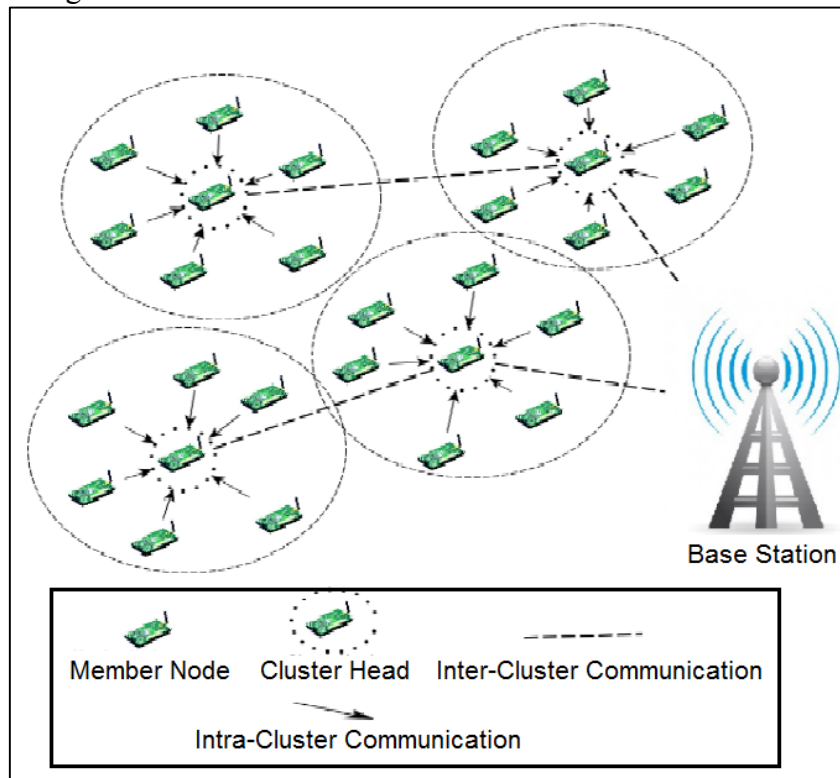 Base Station
Member Node Cluster Head Inter-Cluster Communication
Intra-Cluster Communication